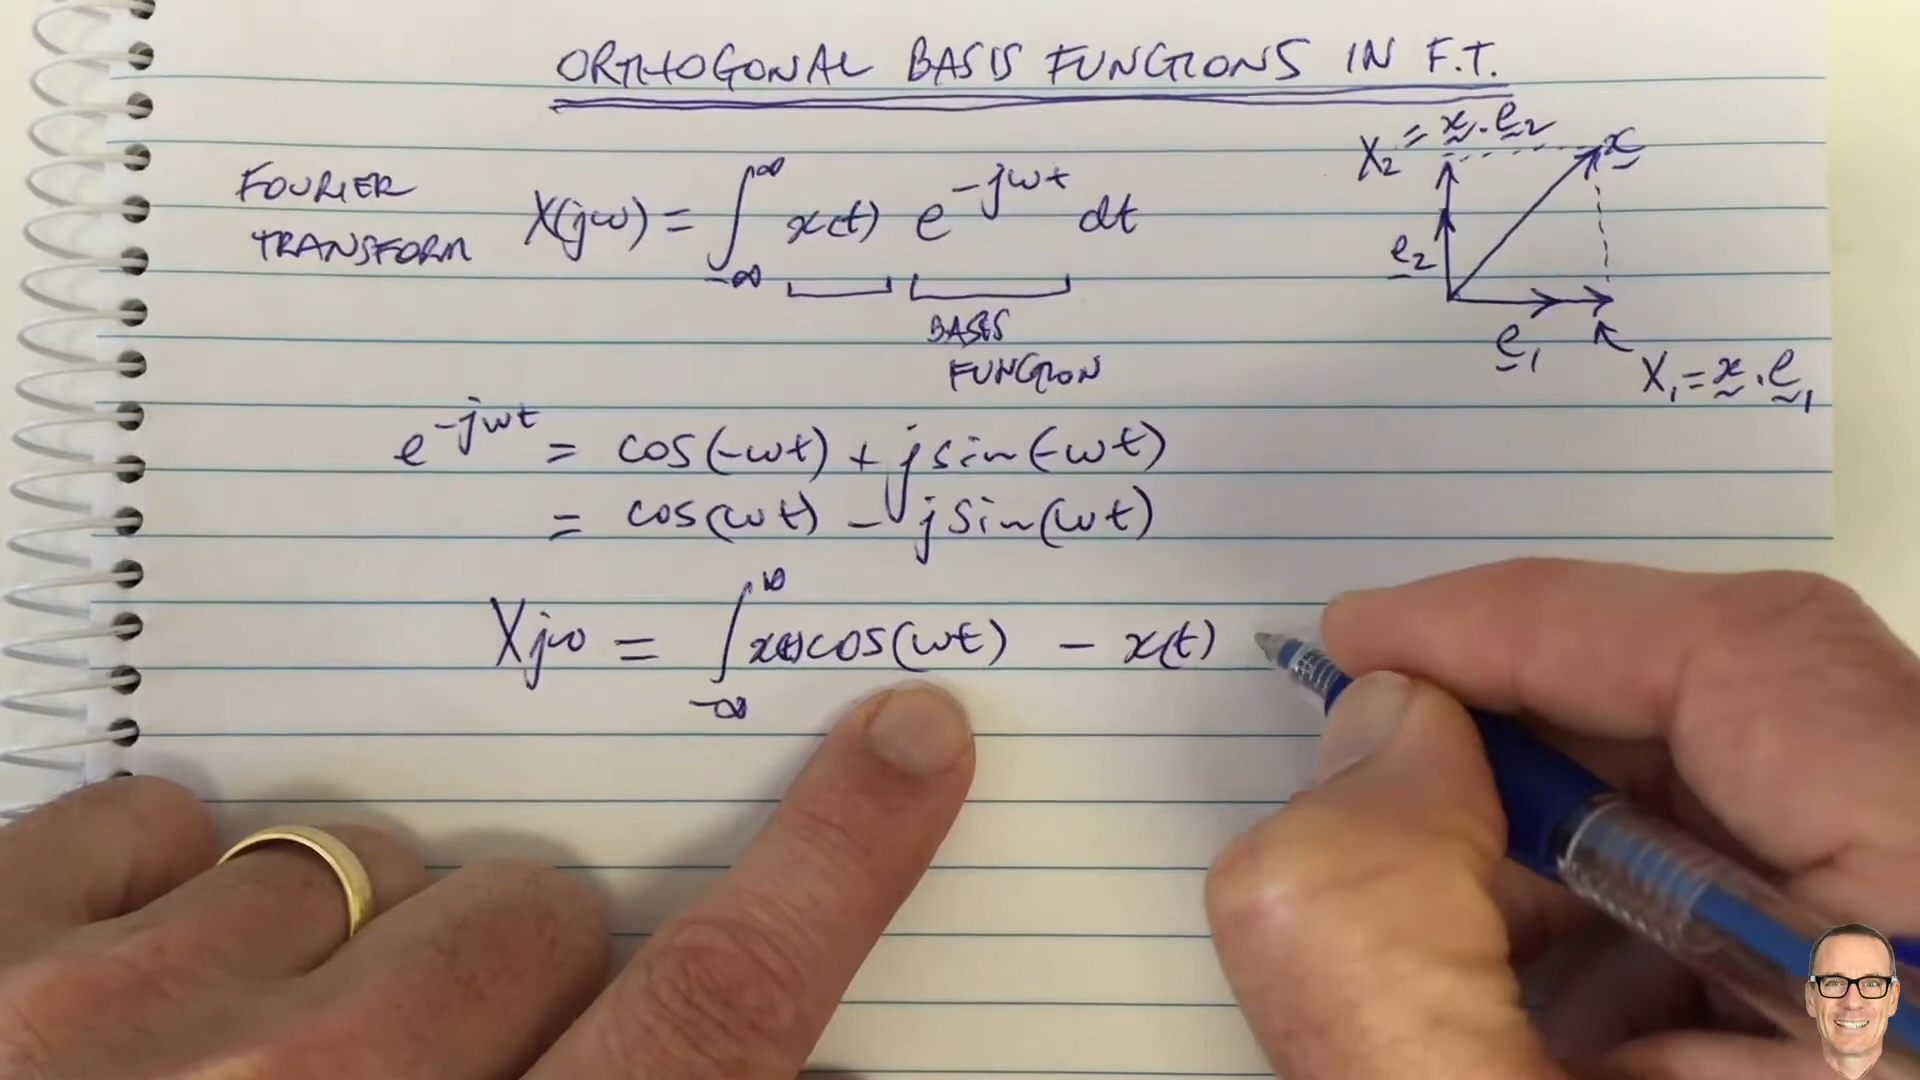 ORTHOGONAL BASIS FUNCTIONS IN F.T.
FOURIER
TRANSFORM
X(jω) = ∫_{-∞}^{∞} x(t) e^{-jωt} dt
BASIS
FUNCTION
X₂ = x . e₂
x
e₂
e₁
X₁ = x . e₁
e^{-jωt} = cos(-ωt) + j sin(-ωt)
= cos(ωt) - j sin(ωt)
Xjω = ∫_{-∞}^{∞} x(t) cos(ωt) - x(t)